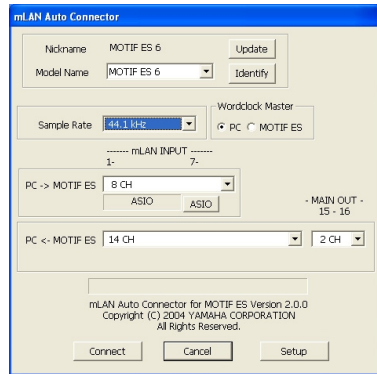 mLAN Auto Connector
Nickname MOTIF ES 6 Update
Model Name MOTIF ES 6 Identify
Wordclock Master
Sample Rate 44.1 kHz PC MOTIF ES
------- mLAN INPUT -------
1- 7-
PC -> MOTIF ES 8 CH
ASIO ASIO
- MAIN OUT -
15 - 16
PC <- MOTIF ES 14 CH 2 CH
mLAN Auto Connector for MOTIF ES Version 2.0.0
Copyright (C) 2004 YAMAHA CORPORATION
All Rights Reserved.
Connect Cancel Setup